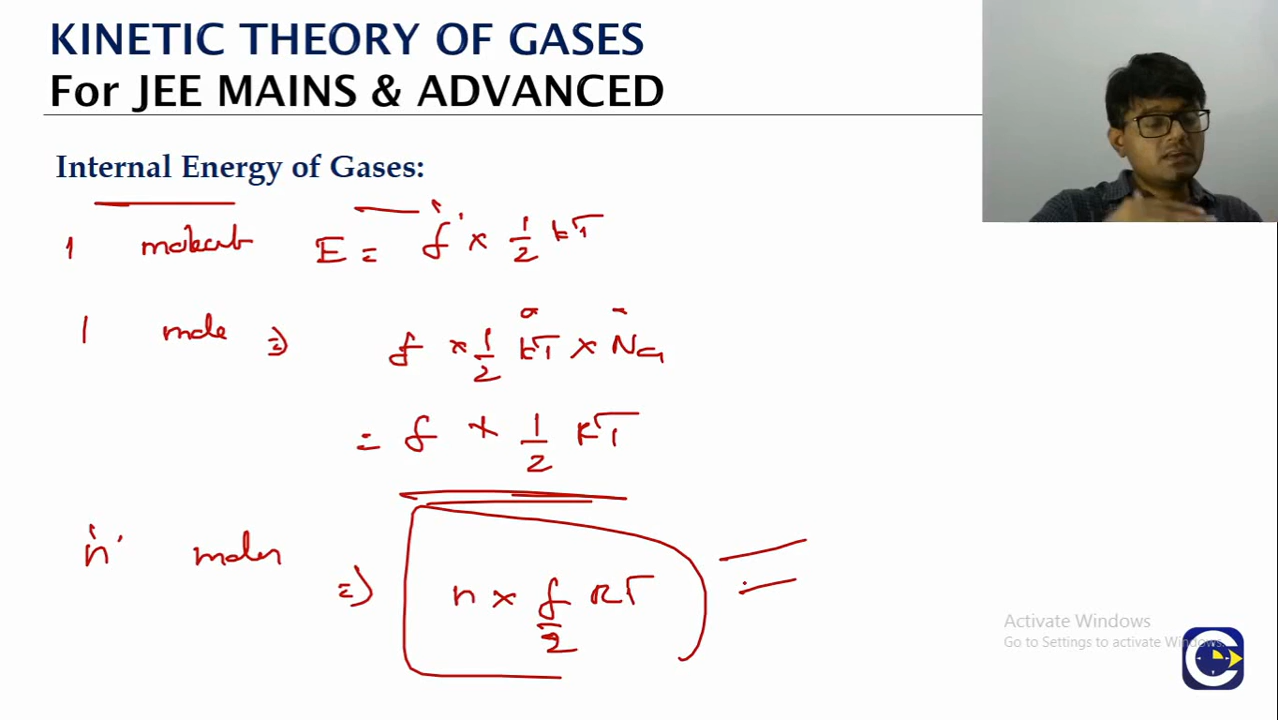 KINETIC THEORY OF GASES
For JEE MAINS & ADVANCED
Internal Energy of Gases:
1 E = 'f' × 1/2 kT
1 mole ⇒ f × 1/2 kT × NA
= f × 1/2 RT
'n' moles ⇒ n × f/2 RT
Activate Windows
Go to Settings to activate Windows.